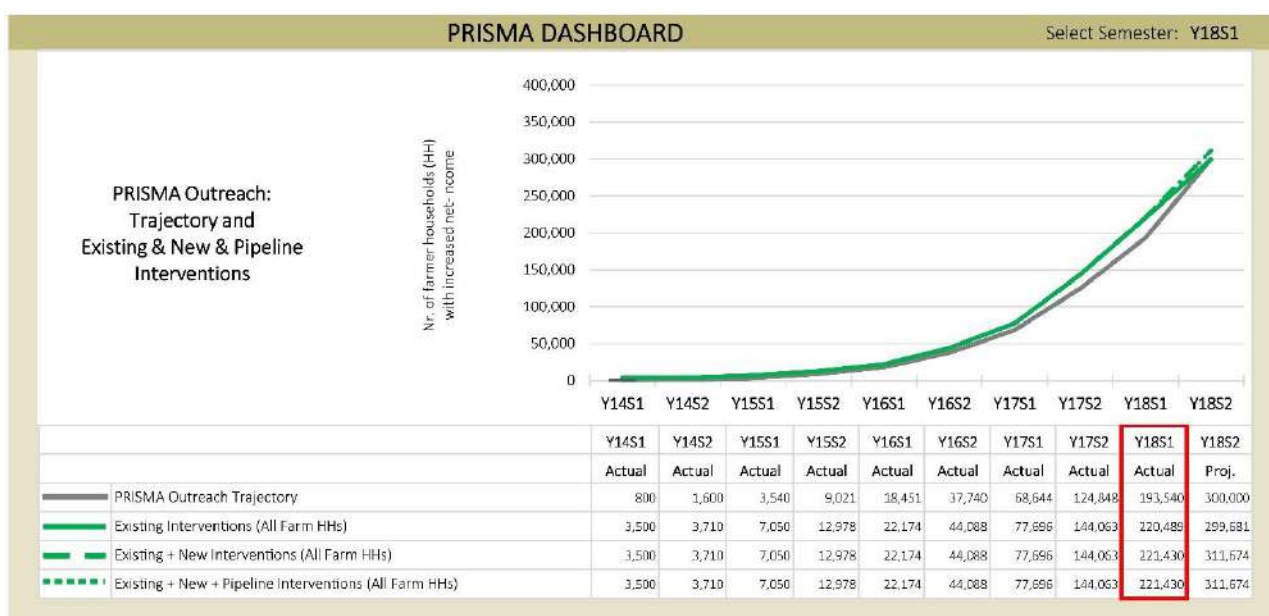 PRISMA DASHBOARD
Select Semester: Y18S1
PRISMA Outreach:
Trajectory and
Existing & New & Pipeline
Interventions
Nr. of farmer households (HH)
with increased net- ncome
400,000
350,000
300,000
250,000
200,000
150,000
100,000
50,000
0
Y14S1 Y14S2 Y15S1 Y15S2 Y16S1 Y16S2 Y17S1 Y17S2 Y18S1 Y18S2
Y14S1 Y14S2 Y15S1 Y15S2 Y16S1 Y16S2 Y17S1 Y17S2 Y18S1 Y18S2
Actual Actual Actual Actual Actual Actual Actual Actual Actual Proj.
PRISMA Outreach Trajectory 800 1,600 3,540 9,021 18,451 37,740 68,644 124,848 193,540 300,000
Existing Interventions (All Farm HHs) 3,500 3,710 7,050 12,978 22,174 44,088 77,696 144,063 220,489 299,681
Existing + New Interventions (All Farm HHs) 3,500 3,710 7,050 12,978 22,174 44,088 77,696 144,063 221,430 311,674
Existing + New + Pipeline Interventions (All Farm HHs) 3,500 3,710 7,050 12,978 22,174 44,088 77,696 144,063 221,430 311,674